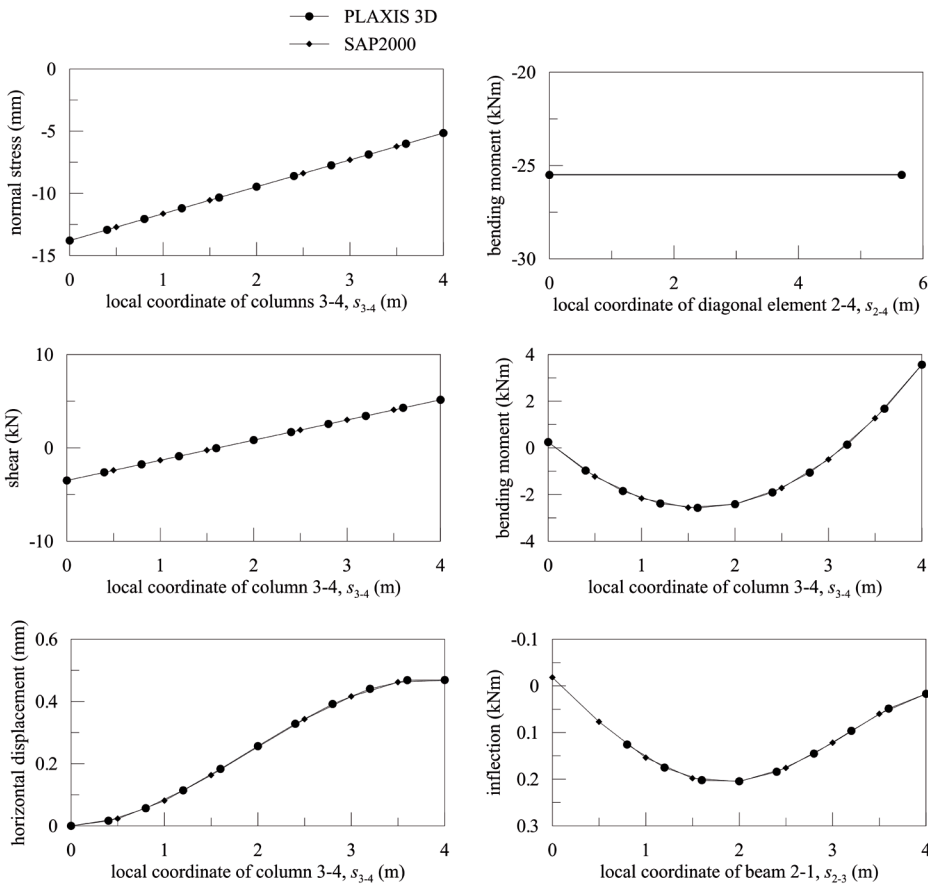 PLAXIS 3D
SAP2000
normal stress (mm)
0
-5
-10
-15
0 1 2 3 4
local coordinate of columns 3-4, s3-4 (m)
bending moment (kNm)
-20
-25
-30
0 2 4 6
local coordinate of diagonal element 2-4, s2-4 (m)
shear (kN)
10
0
-10
0 1 2 3 4
local coordinate of column 3-4, s3-4 (m)
bending moment (kNm)
4
2
0
-2
-4
0 1 2 3 4
local coordinate of column 3-4, s3-4 (m)
horizontal displacement (mm)
0.6
0.4
0.2
0
0 1 2 3 4
local coordinate of column 3-4, s3-4 (m)
inflection (kNm)
-0.1
0
0.1
0.2
0.3
0 1 2 3 4
local coordinate of beam 2-1, s2-3 (m)